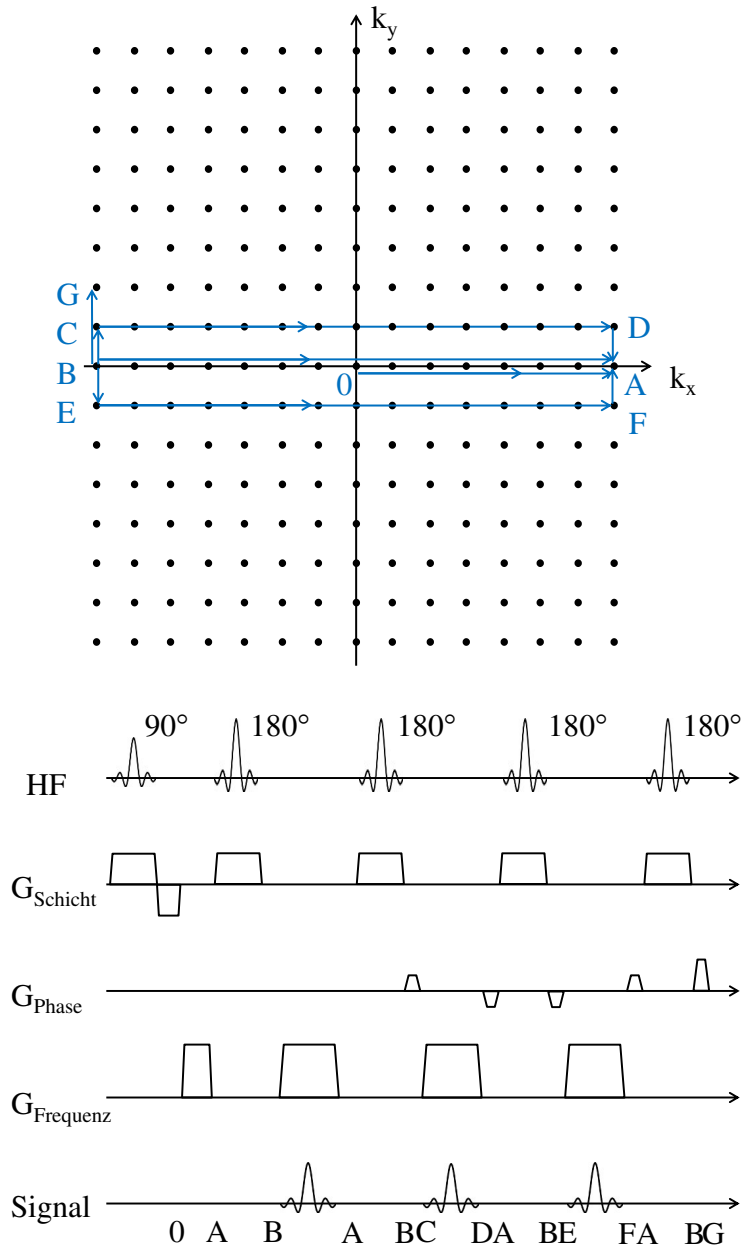 k_y
G
C D
B 0 A k_x
E F
90° 180° 180° 180° 180°
HF
G_Schicht
G_Phase
G_Frequenz
Signal
0 A B A BC DA BE FA BG